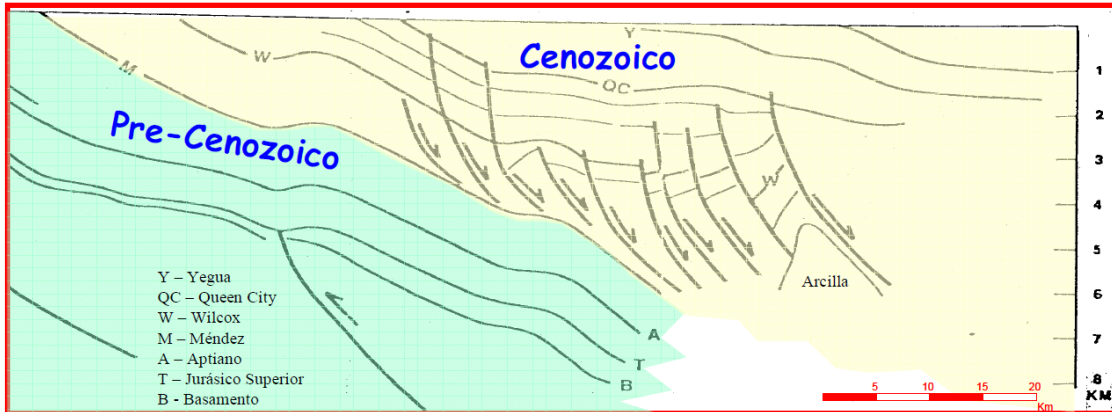 Y
Cenozoico
W
M
QC
Pre-Cenozoico
W
Arcilla
1
2
3
4
5
6
7
8
KM
A
T
B
Y – Yegua
QC – Queen City
W – Wilcox
M – Méndez
A – Aptiano
T – Jurásico Superior
B - Basamento
5 10 15 20
Km